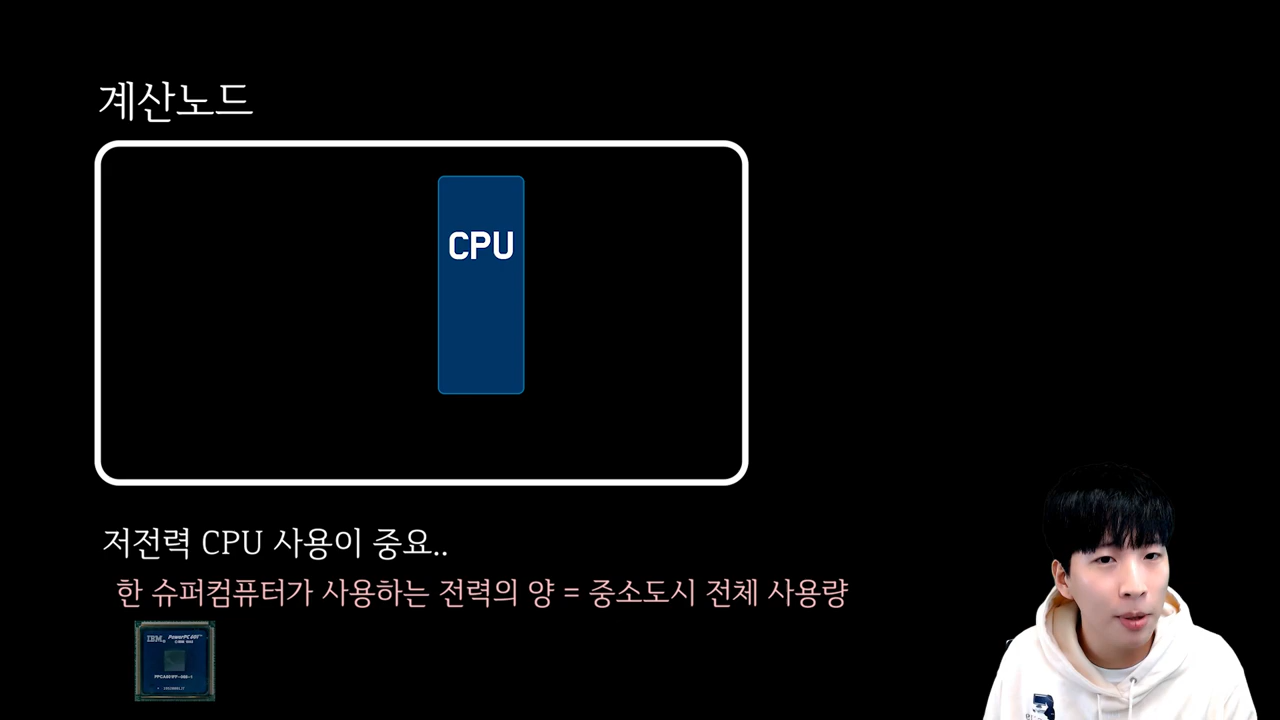 계산노드
CPU
저전력 CPU 사용이 중요..
한 슈퍼컴퓨터가 사용하는 전력의 양 = 중소도시 전체 사용량
IBM. PowerPC